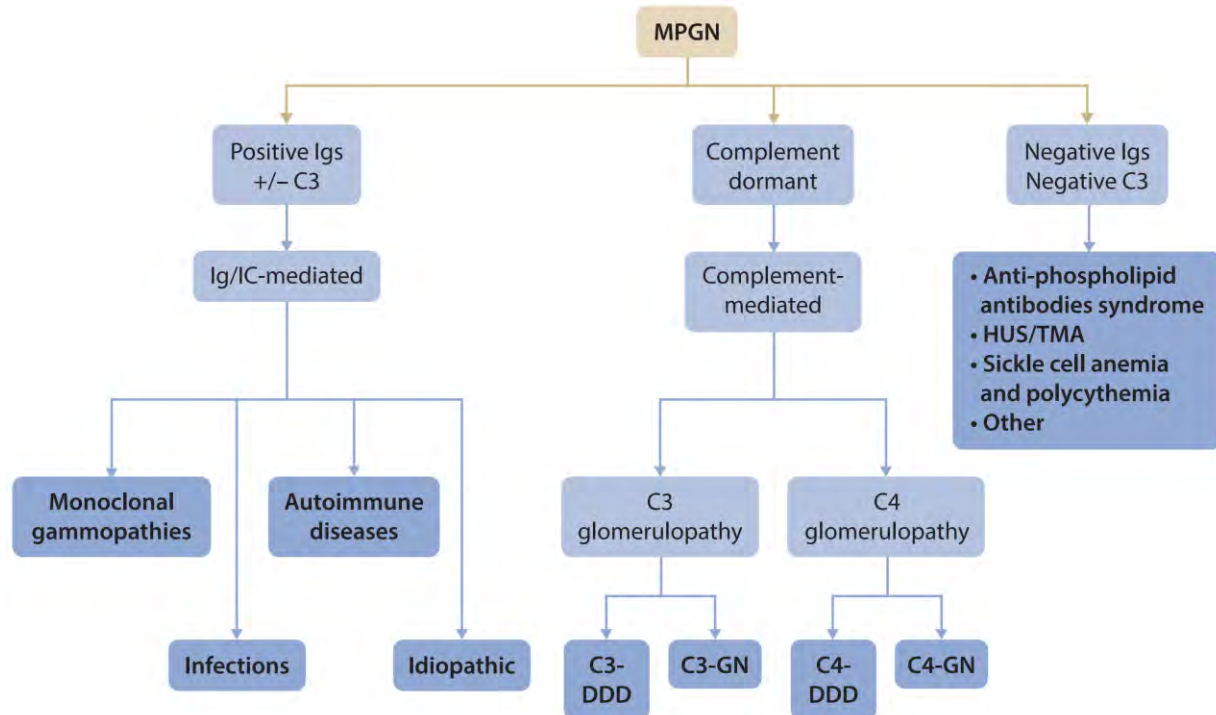 MPGN
Positive Igs
+/– C3
Complement
dormant
Negative Igs
Negative C3
Ig/IC-mediated
Complement-
mediated
• Anti-phospholipid
antibodies syndrome
• HUS/TMA
• Sickle cell anemia
and polycythemia
• Other
Monoclonal
gammopathies
Autoimmune
diseases
C3
glomerulopathy
C4
glomerulopathy
Infections
Idiopathic
C3-
DDD
C3-GN
C4-
DDD
C4-GN